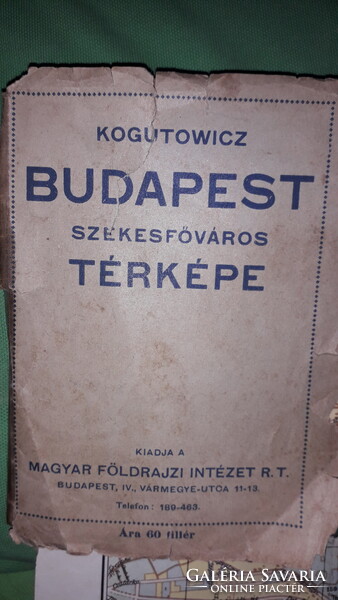 KOGUTOWICZ
BUDAPEST
SZÉKESFŐVÁROS
TÉRKÉPE
KIADJA A
MAGYAR FÖLDRAJZI INTÉZET R.T.
BUDAPEST, IV., VÁRMEGYE-UTCA 11-13.
Telefon: 189-463.
Ára 60 fillér
GALÉRIA SAVARIA
ONLINE PIACTÉR